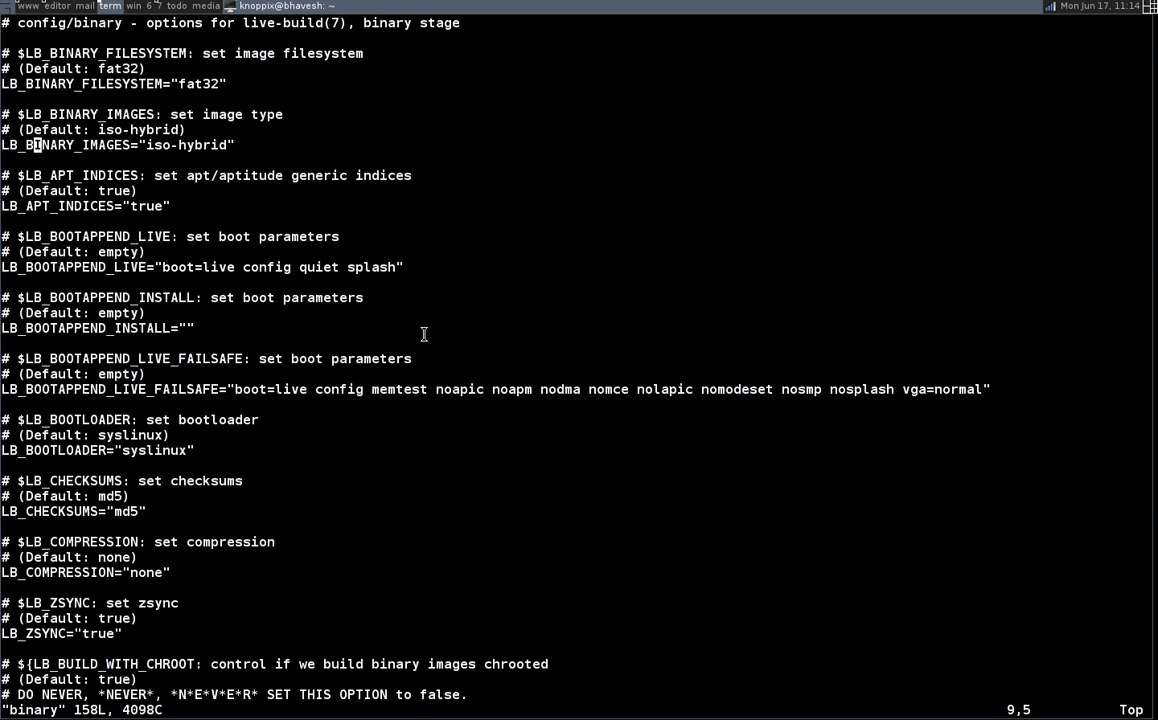 www editor mail term win 6 7 todo media knoppix@bhavesh: ~ Mon Jun 17, 11:14
# config/binary - options for live-build(7), binary stage
# $LB_BINARY_FILESYSTEM: set image filesystem
# (Default: fat32)
LB_BINARY_FILESYSTEM="fat32"
# $LB_BINARY_IMAGES: set image type
# (Default: iso-hybrid)
LB_BINARY_IMAGES="iso-hybrid"
# $LB_APT_INDICES: set apt/aptitude generic indices
# (Default: true)
LB_APT_INDICES="true"
# $LB_BOOTAPPEND_LIVE: set boot parameters
# (Default: empty)
LB_BOOTAPPEND_LIVE="boot=live config quiet splash"
# $LB_BOOTAPPEND_INSTALL: set boot parameters
# (Default: empty)
LB_BOOTAPPEND_INSTALL=""
# $LB_BOOTAPPEND_LIVE_FAILSAFE: set boot parameters
# (Default: empty)
LB_BOOTAPPEND_LIVE_FAILSAFE="boot=live config memtest noapic noapm nodma nomce nolapic nomodeset nosmp nosplash vga=normal"
# $LB_BOOTLOADER: set bootloader
# (Default: syslinux)
LB_BOOTLOADER="syslinux"
# $LB_CHECKSUMS: set checksums
# (Default: md5)
LB_CHECKSUMS="md5"
# $LB_COMPRESSION: set compression
# (Default: none)
LB_COMPRESSION="none"
# $LB_ZSYNC: set zsync
# (Default: true)
LB_ZSYNC="true"
# ${LB_BUILD_WITH_CHROOT: control if we build binary images chrooted
# (Default: true)
# DO NEVER, *NEVER*, *N*E*V*E*R* SET THIS OPTION to false.
"binary" 158L, 4098C 9,5 Top